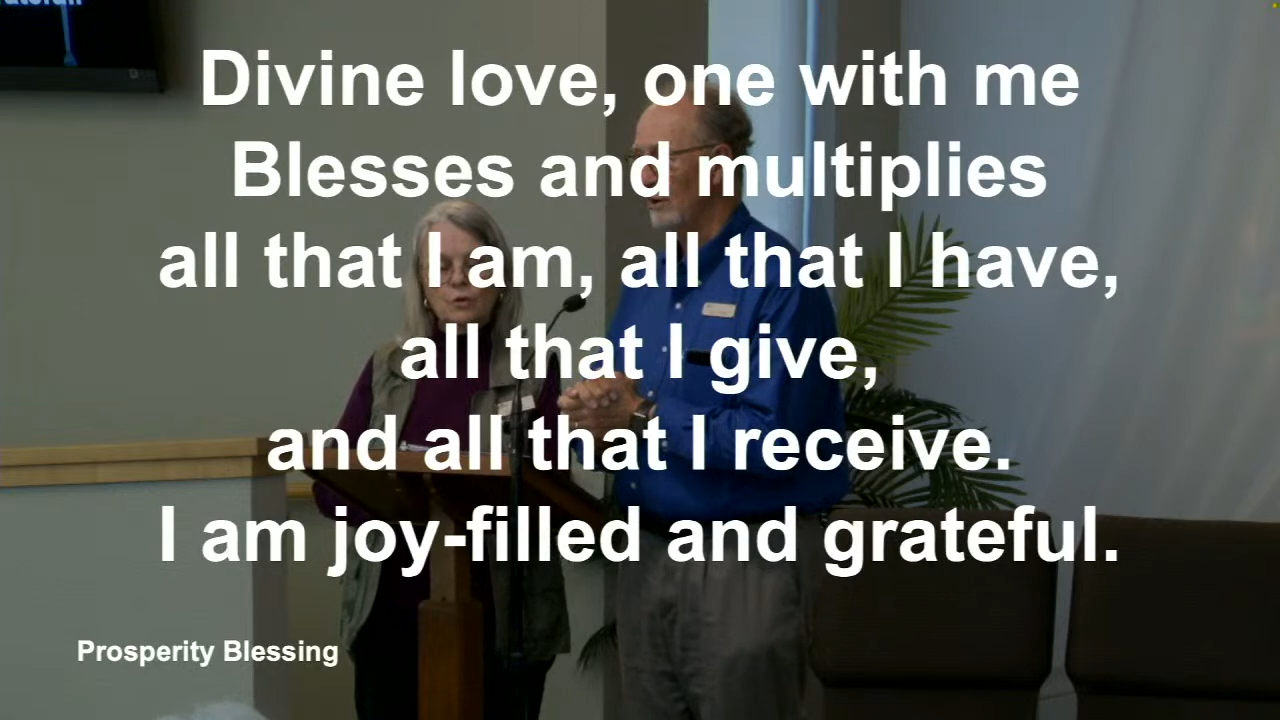 Divine love, one with me
Blesses and multiplies
all that I am, all that I have,
all that I give,
and all that I receive.
I am joy-filled and grateful.
Prosperity Blessing